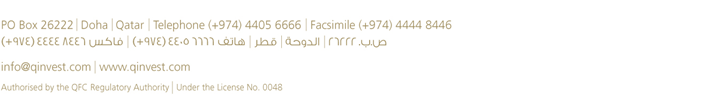 PO Box 26222 | Doha | Qatar | Telephone (+974) 4405 6666 | Facsimile (+974) 4444 8446
ص.ب. ٢٦٢٢٢ | الدوحة | قطر | هاتف ٦٦٦٦ ٤٤٠٥ (٩٧٤+) | فاكس ٨٤٤٦ ٤٤٤٤ (٩٧٤+)
info@qinvest.com | www.qinvest.com
Authorised by the QFC Regulatory Authority | Under the License No. 0048